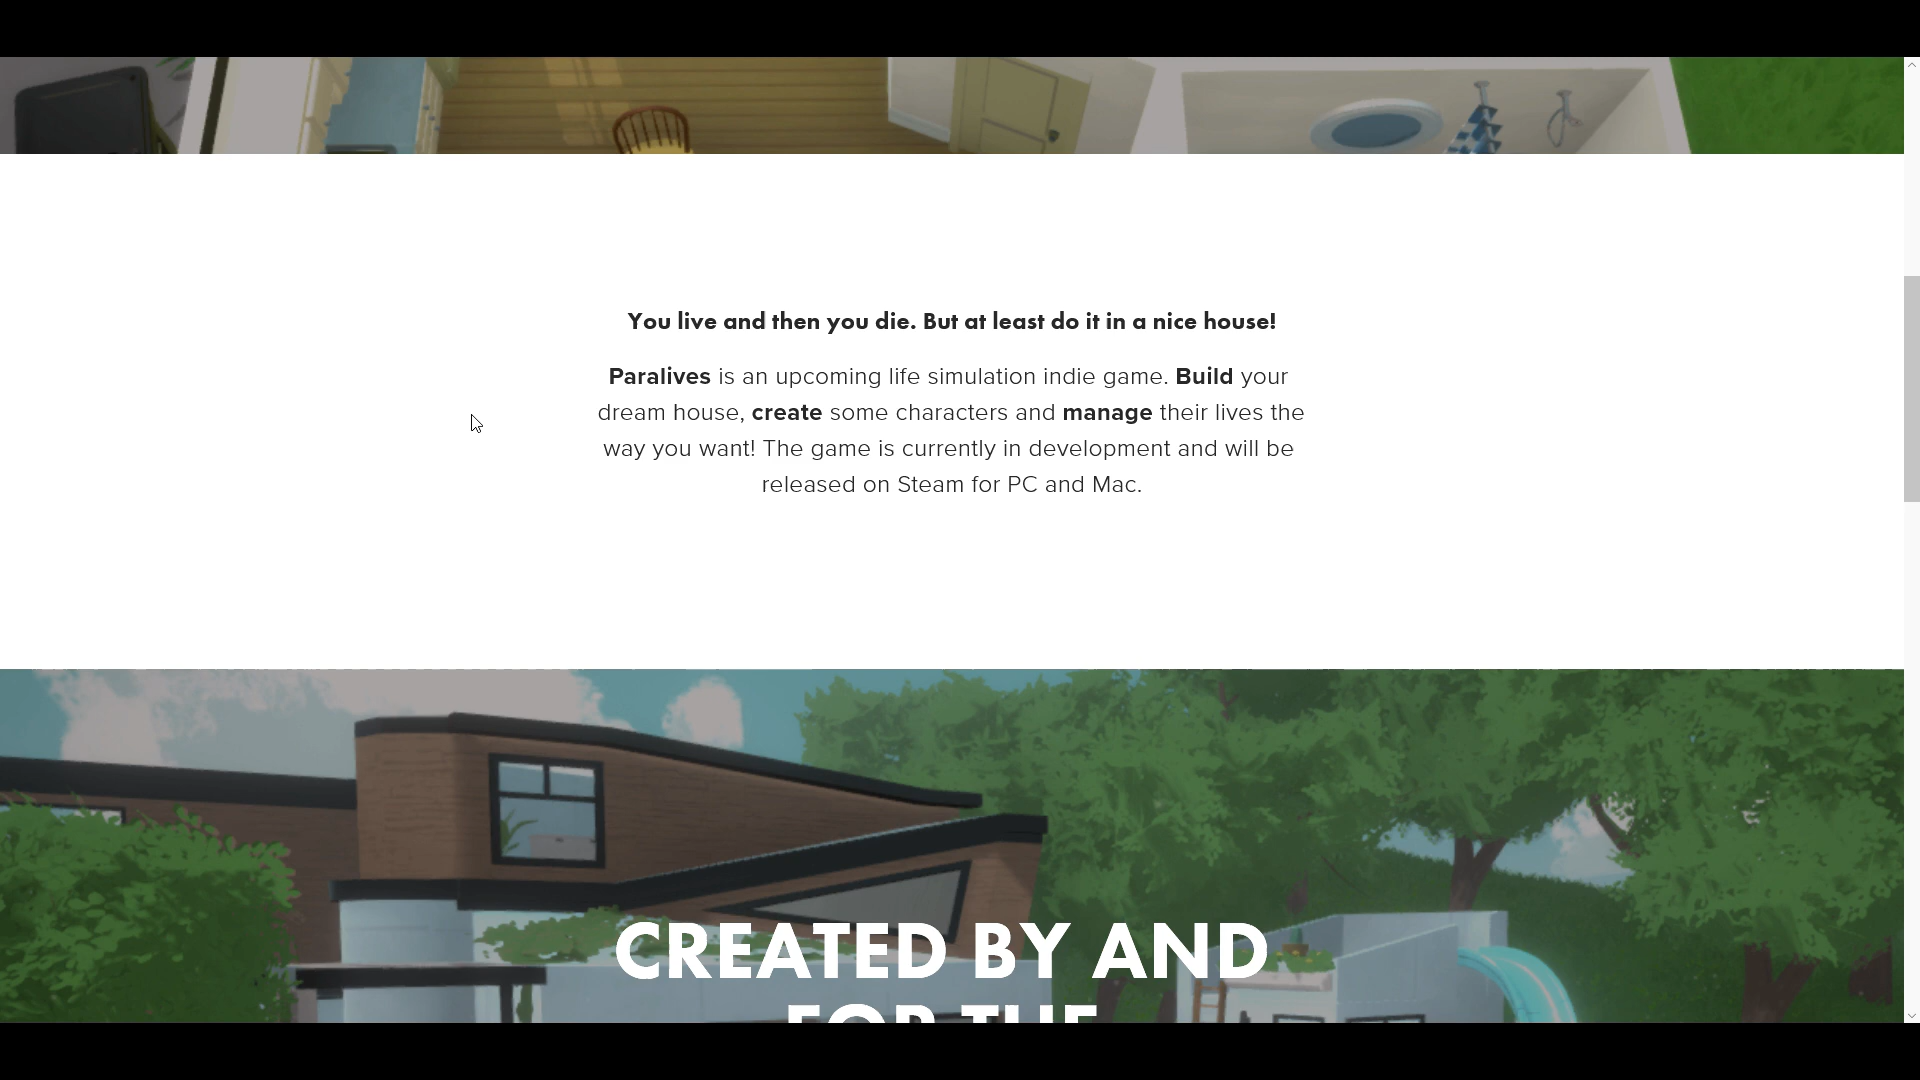 You live and then you die. But at least do it in a nice house!
Paralives is an upcoming life simulation indie game. Build your
dream house, create some characters and manage their lives the
way you want! The game is currently in development and will be
released on Steam for PC and Mac.
CREATED BY AND
FOR THE